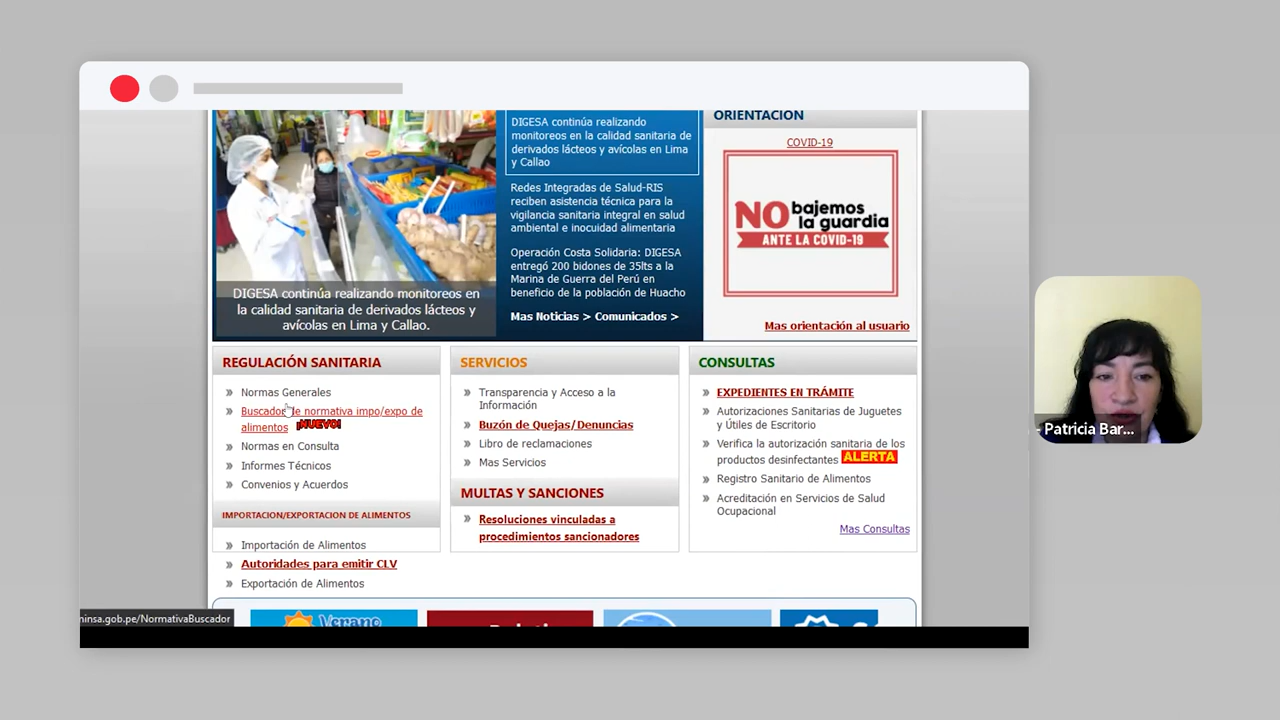 DIGESA continúa realizando
monitoreos en la calidad sanitaria de
derivados lácteos y avícolas en Lima
y Callao
Redes Integradas de Salud-RIS
reciben asistencia técnica para la
vigilancia sanitaria integral en salud
ambiental e inocuidad alimentaria
Operación Costa Solidaria: DIGESA
entregó 200 bidones de 35lts a la
Marina de Guerra del Perú en
beneficio de la población de Huacho
Mas Noticias > Comunicados >
DIGESA continúa realizando monitoreos en
la calidad sanitaria de derivados lácteos y
avícolas en Lima y Callao.
ORIENTACION
COVID-19
NO bajemos
la guardia
ANTE LA COVID-19
Mas orientación al usuario
REGULACIÓN SANITARIA
Normas Generales
Buscador de normativa impo/expo de
alimentos ¡NUEVO!
Normas en Consulta
Informes Técnicos
Convenios y Acuerdos
IMPORTACION/EXPORTACION DE ALIMENTOS
Importación de Alimentos
Autoridades para emitir CLV
Exportación de Alimentos
SERVICIOS
Transparencia y Acceso a la
Información
Buzón de Quejas/Denuncias
Libro de reclamaciones
Mas Servicios
MULTAS Y SANCIONES
Resoluciones vinculadas a
procedimientos sancionadores
CONSULTAS
EXPEDIENTES EN TRÁMITE
Autorizaciones Sanitarias de Juguetes
y Útiles de Escritorio
Verifica la autorización sanitaria de los
productos desinfectantes ALERTA
Registro Sanitario de Alimentos
Acreditación en Servicios de Salud
Ocupacional
Mas Consultas
ninsa.gob.pe/NormativaBuscador
Verano
- Patricia Bar...